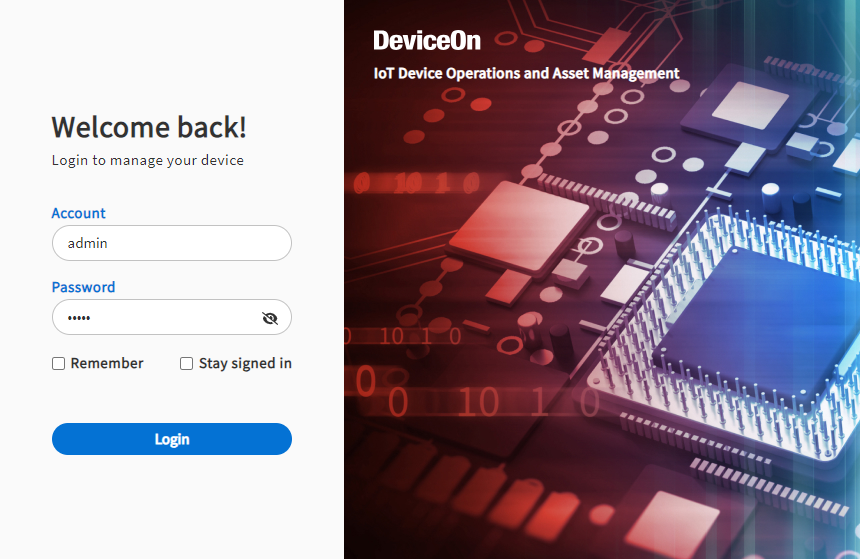 Welcome back!
Login to manage your device
Account
admin
Password
•••••
Remember
Stay signed in
Login
DeviceOn
IoT Device Operations and Asset Management
0 10 1 0
0 10 1 0
0
0 10 1 0